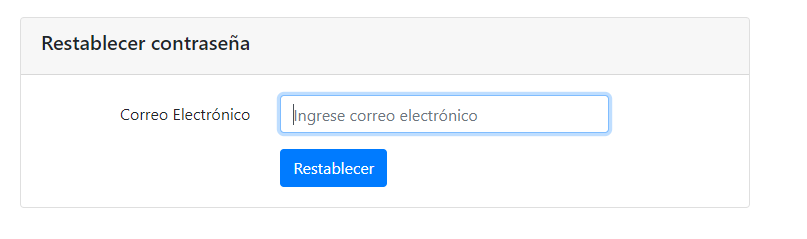 Restablecer contraseña
Correo Electrónico
Ingrese correo electrónico
Restablecer